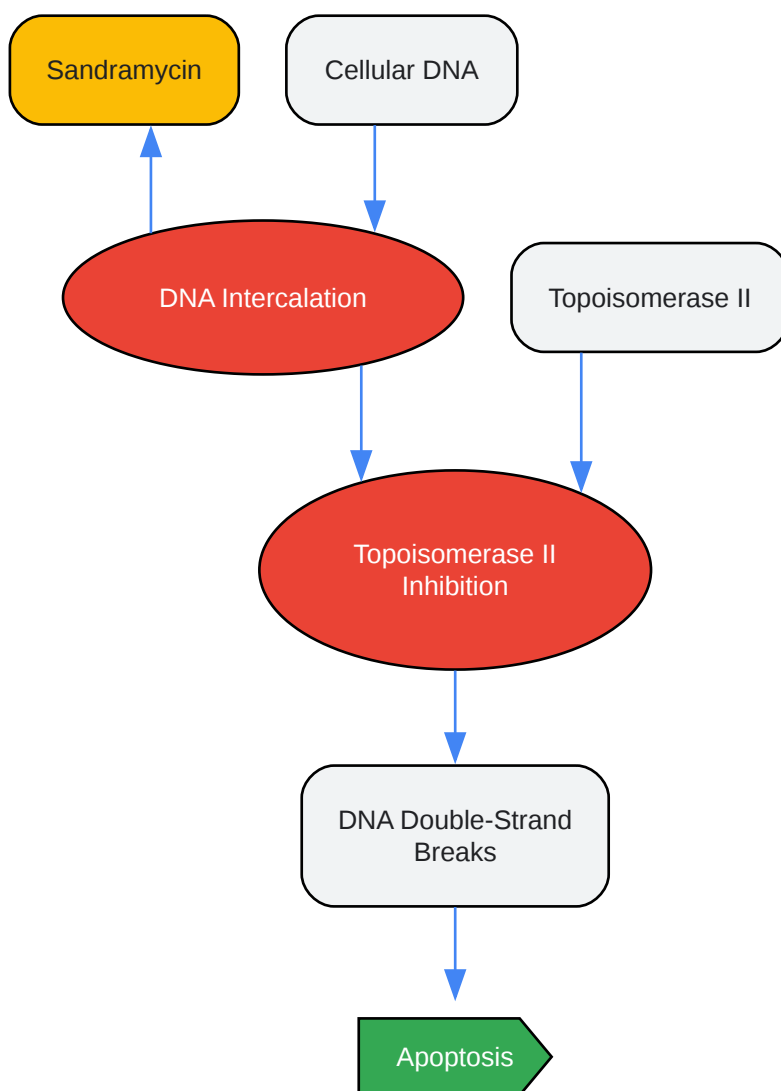 Sandramycin
Cellular DNA
DNA Intercalation
Topoisomerase II
Topoisomerase II
Inhibition
DNA Double-Strand
Breaks
Apoptosis